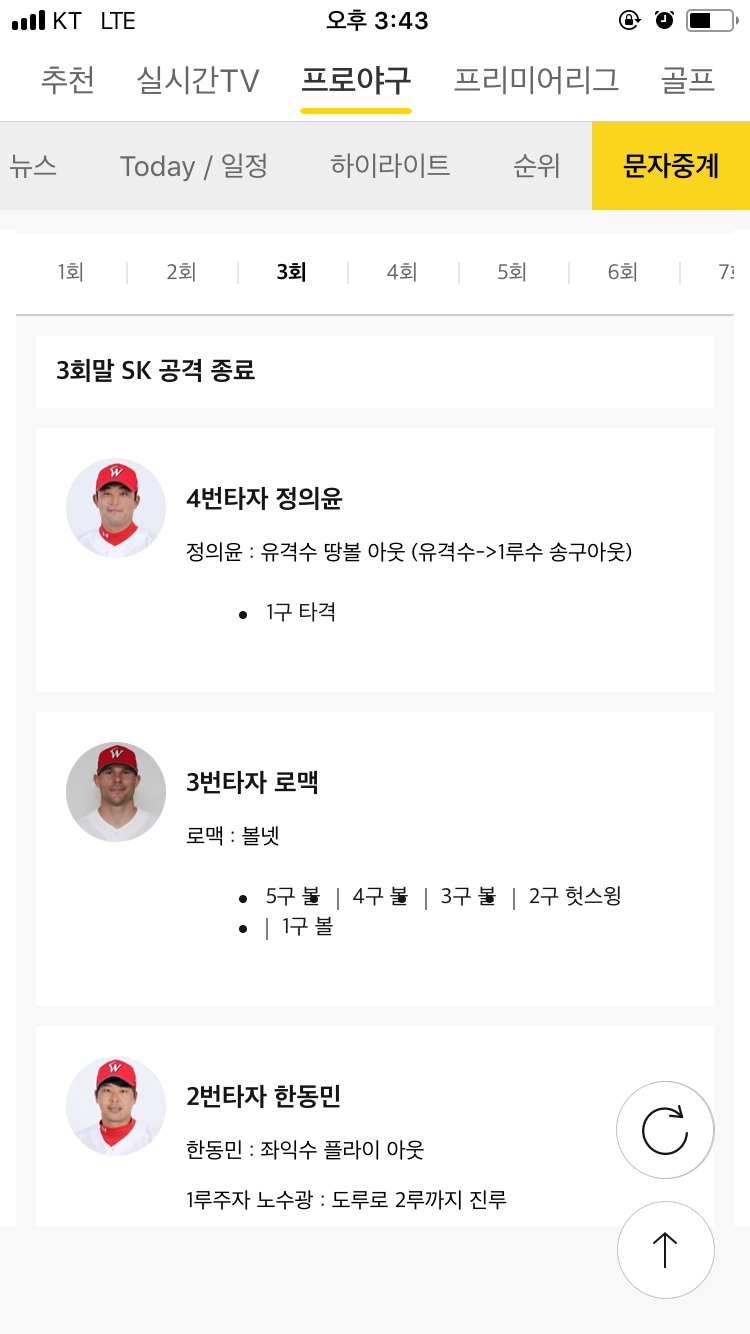 KT LTE 오후 3:43
추천 실시간TV 프로야구 프리미어리그 골프
뉴스 Today / 일정 하이라이트 순위 문자중계
1회 2회 3회 4회 5회 6회
3회말 SK 공격 종료
4번타자 정의윤
정의윤 : 유격수 땅볼 아웃 (유격수->1루수 송구아웃)
• 1구 타격
3번타자 로맥
로맥 : 볼넷
• 5구 볼 | 4구 볼 | 3구 볼 | 2구 헛스윙
• | 1구 볼
2번타자 한동민
한동민 : 좌익수 플라이 아웃
1루주자 노수광 : 도루로 2루까지 진루